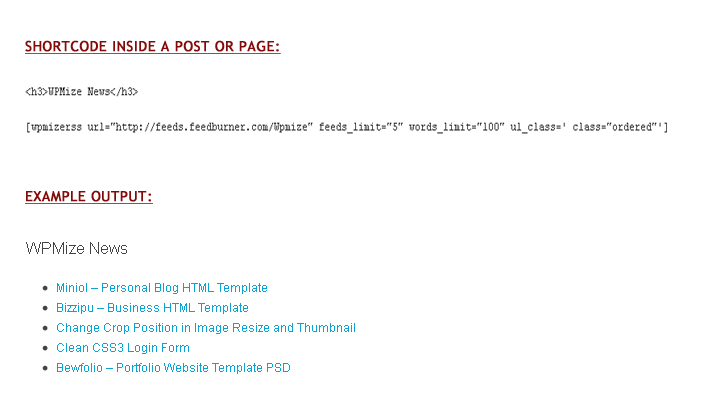 SHORTCODE INSIDE A POST OR PAGE:
<h3>WPMize News</h3>
[wpmizerss url="http://feeds.feedburner.com/Wpmize" feeds_limit="5" words_limit="100" ul_class=' class="ordered"']
EXAMPLE OUTPUT:
WPMize News
Miniol – Personal Blog HTML Template
Bizzipu – Business HTML Template
Change Crop Position in Image Resize and Thumbnail
Clean CSS3 Login Form
Bewfolio – Portfolio Website Template PSD